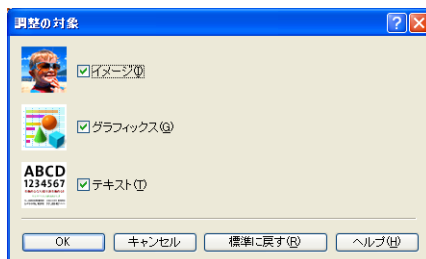 調整の対象
イメージ(I)
グラフィックス(G)
ABCD
1234567
テキスト(T)
OK キャンセル 標準に戻す(R) ヘルプ(H)